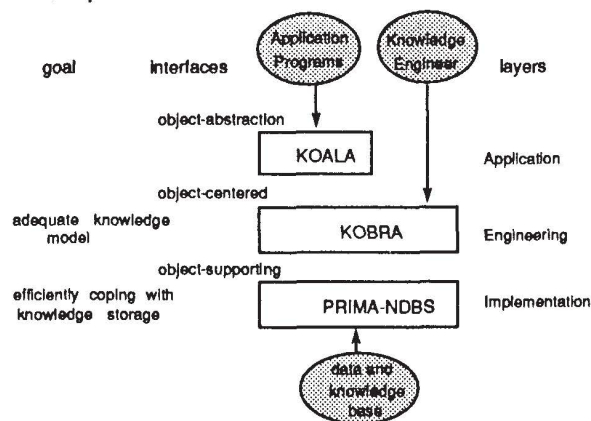 Application
Programs
Knowledge
Engineer
goal
interfaces
layers
object-abstraction
KOALA
Application
object-centered
adequate knowledge
model
KOBRA
Engineering
object-supporting
efficiently coping with
knowledge storage
PRIMA-NDBS
Implementation
data and
knowledge
base